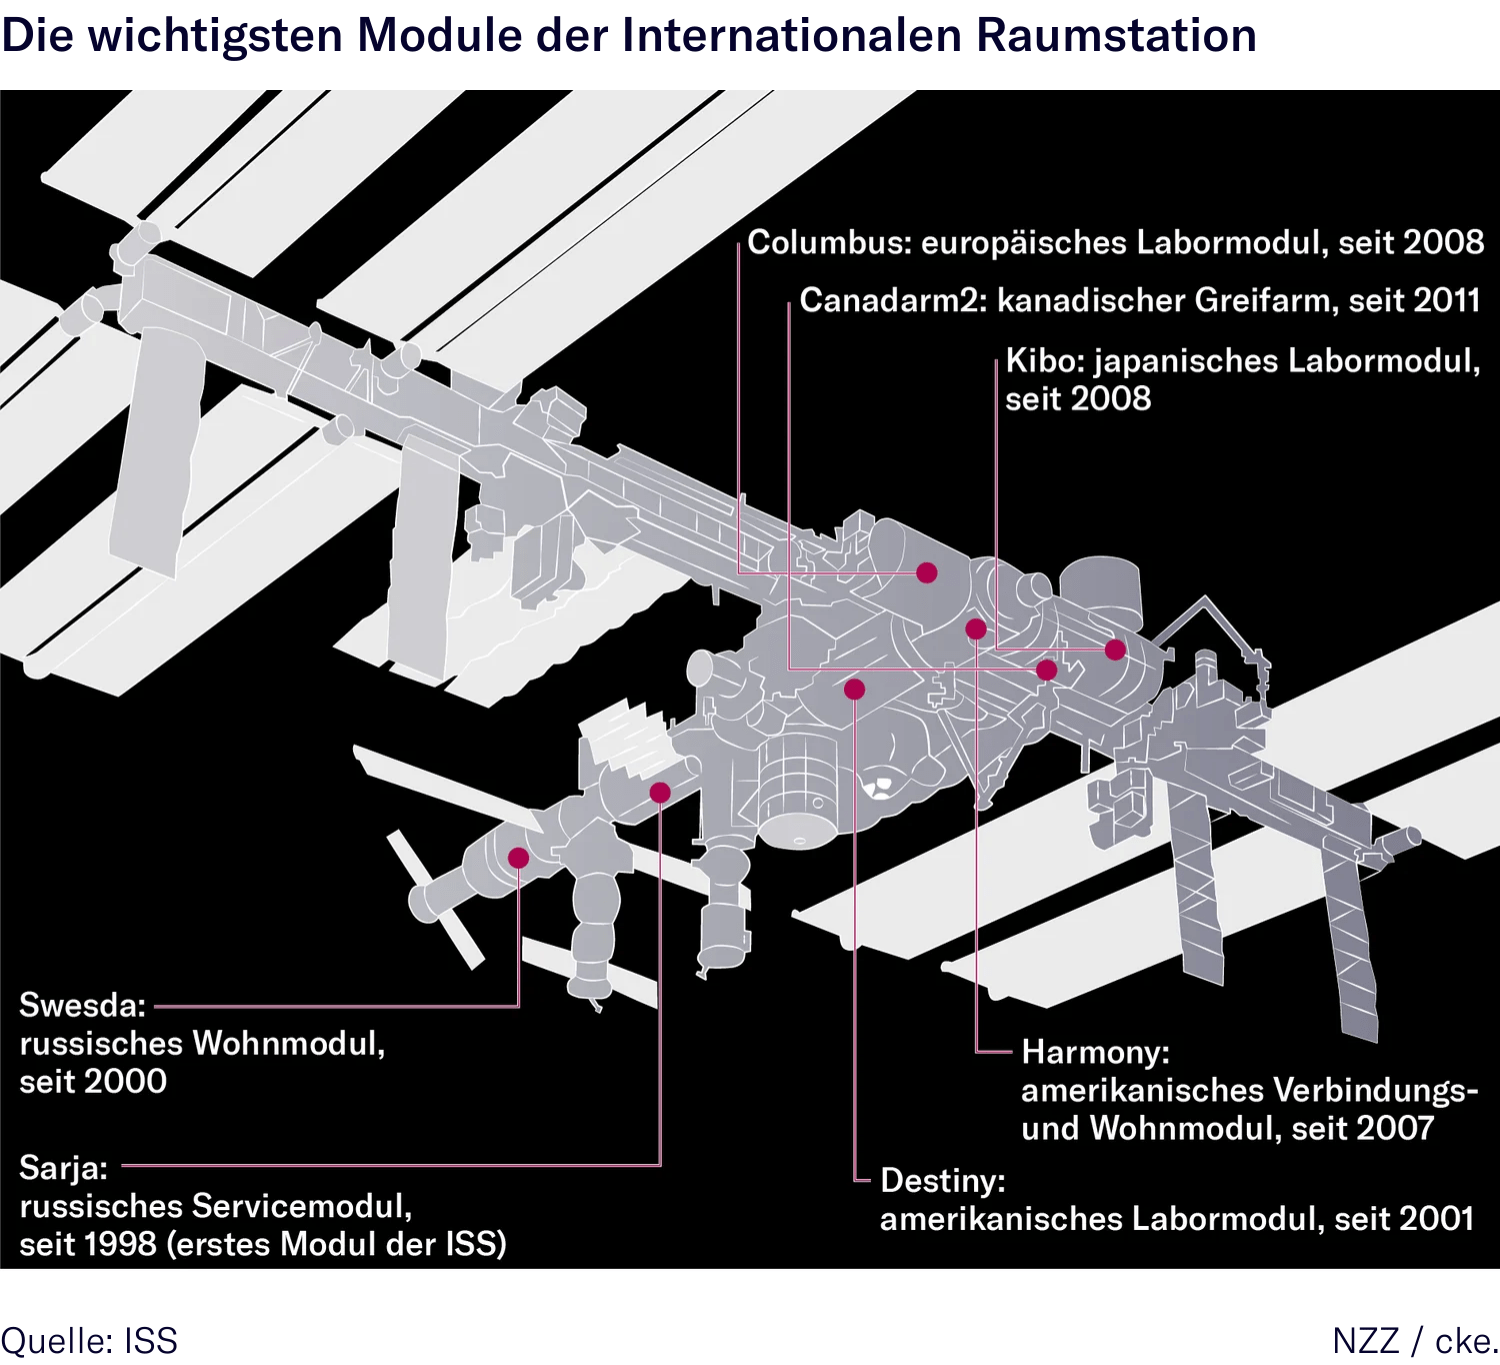 Die wichtigsten Module der Internationalen Raumstation
Columbus: europäisches Labormodul, seit 2008
Canadarm2: kanadischer Greifarm, seit 2011
Kibo: japanisches Labormodul,
seit 2008
Swesda:
russisches Wohnmodul,
seit 2000
Sarja:
russisches Servicemodul,
seit 1998 (erstes Modul der ISS)
Harmony:
amerikanisches Verbindungs-
und Wohnmodul, seit 2007
Destiny:
amerikanisches Labormodul, seit 2001
Quelle: ISS
NZZ / cke.